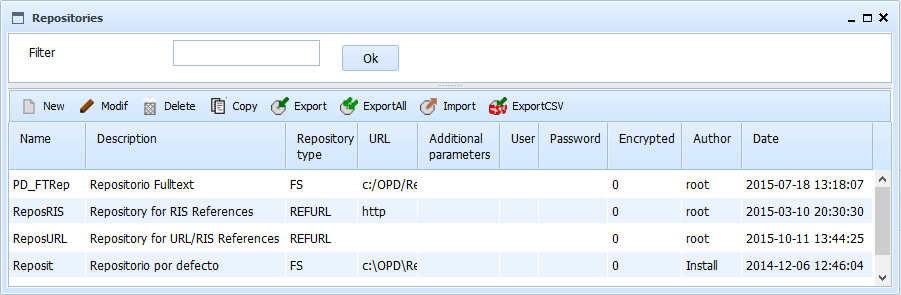 Repositories
Filter
Ok
New Modif Delete Copy Export ExportAll Import ExportCSV
Name Description Repository type URL Additional parameters User Password Encrypted Author Date
PD_FTRep Repositorio Fulltext FS c:/OPD/Re 0 root 2015-07-18 13:18:07
ReposRIS Repository for RIS References REFURL http 0 root 2015-03-10 20:30:30
ReposURL Repository for URL/RIS References REFURL 0 root 2015-10-11 13:44:25
Reposit Repositorio por defecto FS c:\OPD\Re 0 Install 2014-12-06 12:46:04